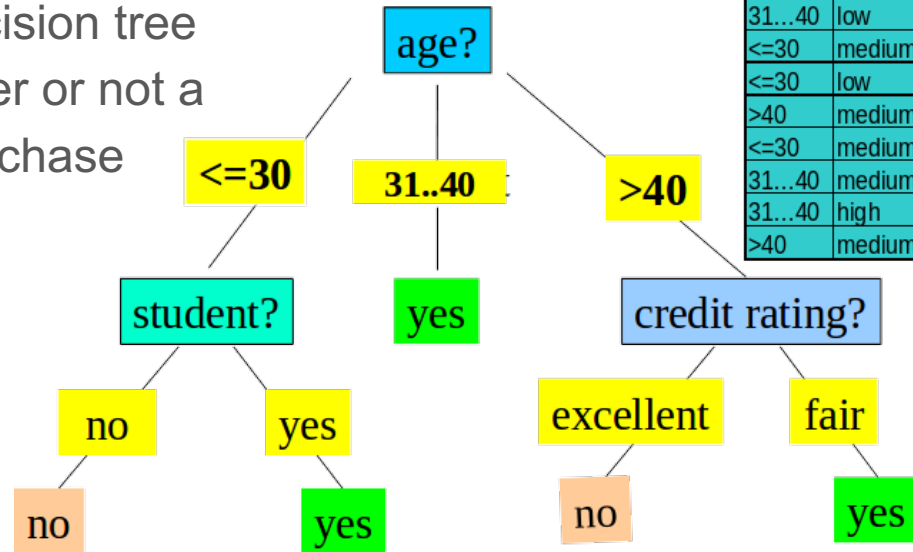 cision tree
er or not a
chase
age?
<=30
31..40
>40
student?
yes
credit rating?
no
yes
excellent
fair
no
yes
no
yes
31...40 low
<=30 medium
<=30 low
>40 medium
<=30 medium
31...40 medium
31...40 high
>40 medium